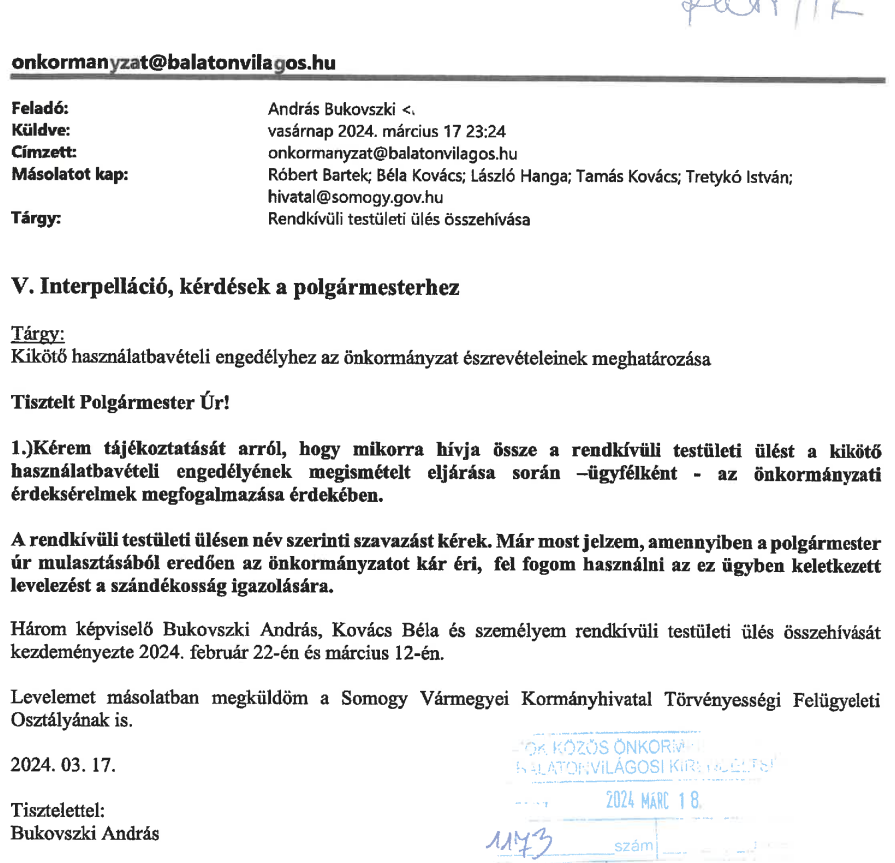 onkormanyzat@balatonvilagos.hu
Feladó: András Bukovszki <
Küldve: vasárnap 2024. március 17 23:24
Címzett: onkormanyzat@balatonvilagos.hu
Másolatot kap: Róbert Bartek; Béla Kovács; László Hanga; Tamás Kovács; Tretykó István;
hivatal@somogy.gov.hu
Tárgy: Rendkívüli testületi ülés összehívása
V. Interpelláció, kérdések a polgármesterhez
Tárgy:
Kikötő használatbavételi engedélyhez az önkormányzat észrevételeinek meghatározása
Tisztelt Polgármester Úr!
1.)Kérem tájékoztatását arról, hogy mikorra hívja össze a rendkívüli testületi ülést a kikötő
használatbavételi engedélyének megismételt eljárása során –ügyfélként - az önkormányzati
érdeksérelmek megfogalmazása érdekében.
A rendkívüli testületi ülésen név szerinti szavazást kérek. Már most jelzem, amennyiben a polgármester
úr mulasztásából eredően az önkormányzatot kár éri, fel fogom használni az ez ügyben keletkezett
levelezést a szándékosság igazolására.
Három képviselő Bukovszki András, Kovács Béla és személyem rendkívüli testületi ülés összehívását
kezdeményezte 2024. február 22-én és március 12-én.
Levelemet másolatban megküldöm a Somogy Vármegyei Kormányhivatal Törvényességi Felügyeleti
Osztályának is.
2024. 03. 17.
Tisztelettel:
Bukovszki András
KÖZÖS ÖNKORM
BALATONVILÁGOSI
2024 MÁRC 18.
1173 szám